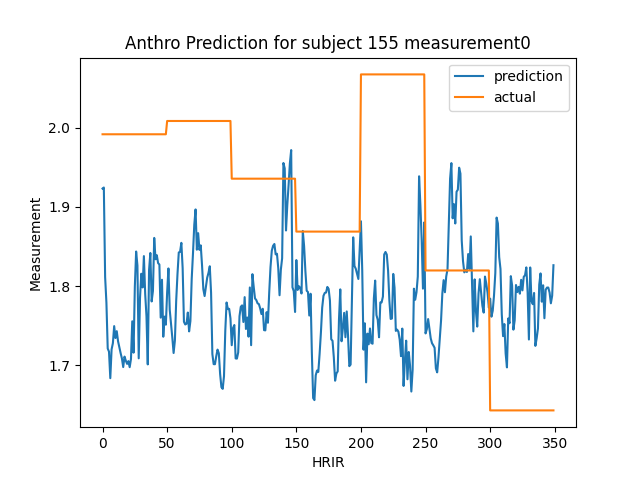 Anthro Prediction for subject 155 measurement0
prediction
actual
Measurement
2.0
1.9
1.8
1.7
0 50 100 150 200 250 300 350
HRIR